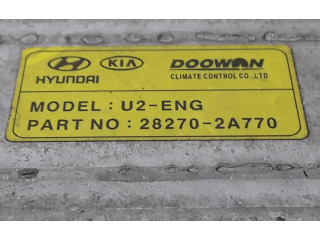 HYUNDAI KIA DOOWON
CLIMATE CONTROL CO.,LTD
MODEL : U2-ENG
PART NO : 28270-2A770